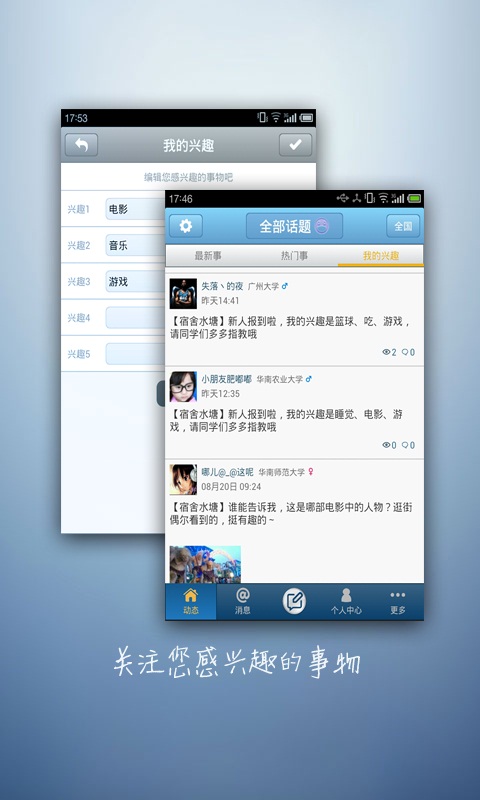 17:53
我的兴趣
编辑您感兴趣的事物吧
兴趣1 电影
兴趣2 音乐
兴趣3 游戏
兴趣4
兴趣5
17:46
全部话题
全国
最新事 热门事 我的兴趣
失落丶的夜 广州大学
昨天14:41
【宿舍水塘】新人报到啦，我的兴趣是篮球、吃、游戏，
请同学们多多指教哦
2 0
小朋友肥嘟嘟 华南农业大学
昨天12:35
【宿舍水塘】新人报到啦，我的兴趣是睡觉、电影、游
戏，请同学们多多指教哦
0 0
哪儿@_@这呢 华南师范大学
08月20日 09:24
【宿舍水塘】谁能告诉我，这是哪部电影中的人物？逛街
偶尔看到的，挺有趣的~
动态 消息 个人中心 更多
关注您感兴趣的事物